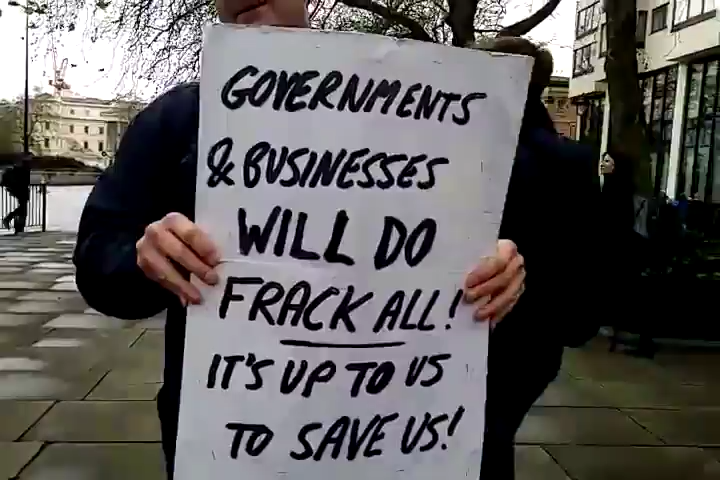 GOVERNMENTS
& BUSINESSES
WILL DO
FRACK ALL!
IT'S UP TO US
TO SAVE US!